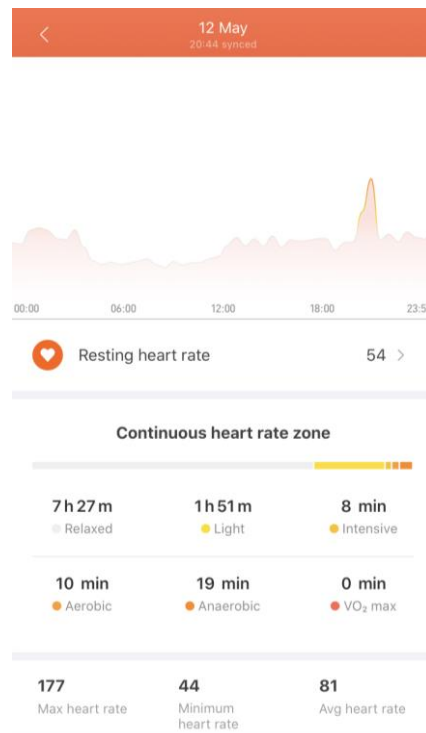 12 May
20:44 synced
00:00 06:00 12:00 18:00 23:5
Resting heart rate 54
Continuous heart rate zone
7 h 27 m 1 h 51 m 8 min
Relaxed Light Intensive
10 min 19 min 0 min
Aerobic Anaerobic VO₂ max
177 44 81
Max heart rate Minimum heart rate Avg heart rate